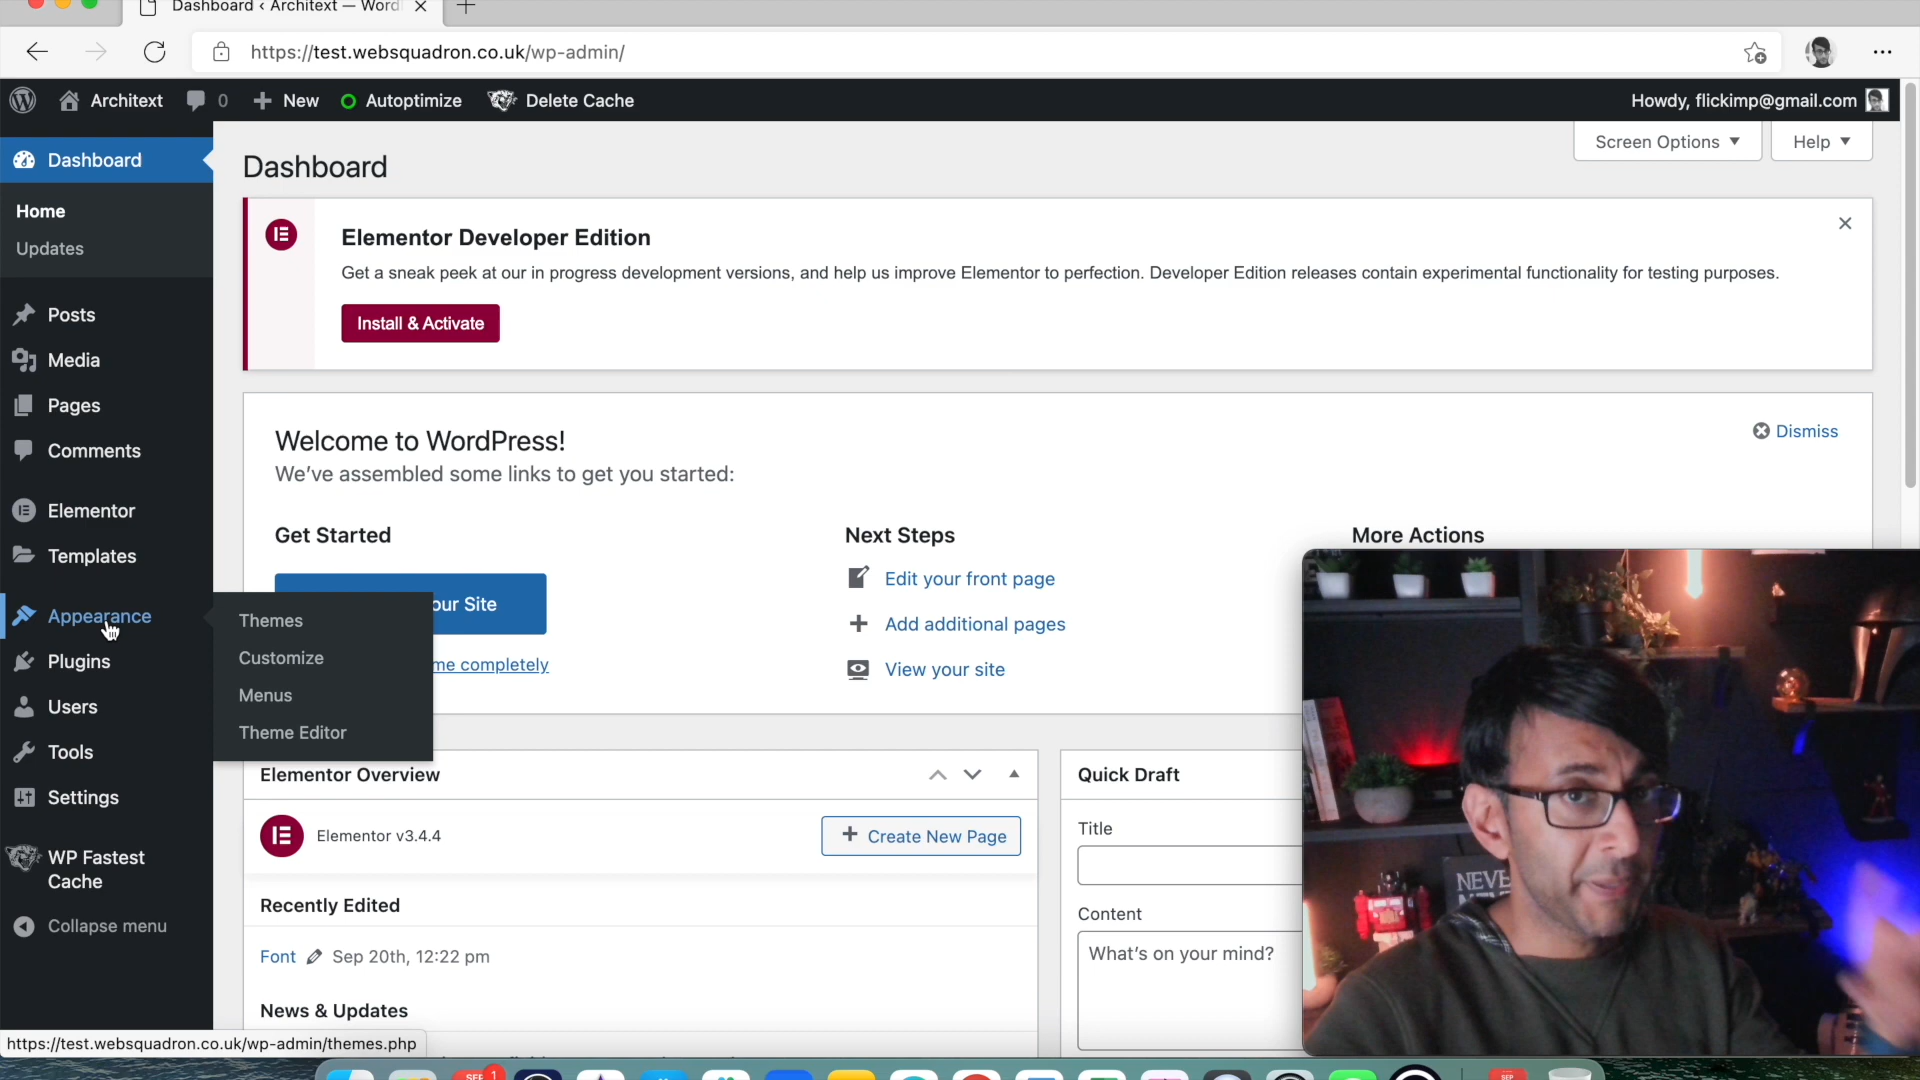 Dashboard ‹ Architext — Word
https://test.websquadron.co.uk/wp-admin/
Architext
0
New
Autoptimize
Delete Cache
Howdy, flickimp@gmail.com
Dashboard
Home
Updates
Posts
Media
Pages
Comments
Elementor
Templates
Appearance
Plugins
Users
Tools
Settings
WP Fastest
Cache
Collapse menu
Themes
Customize
Menus
Theme Editor
Screen Options
Help
Dashboard
Elementor Developer Edition
Get a sneak peek at our in progress development versions, and help us improve Elementor to perfection. Developer Edition releases contain experimental functionality for testing purposes.
Install & Activate
Welcome to WordPress!
Dismiss
We've assembled some links to get you started:
Get Started
our Site
me completely
Next Steps
Edit your front page
Add additional pages
View your site
More Actions
Elementor Overview
Elementor v3.4.4
Create New Page
Recently Edited
Font
Sep 20th, 12:22 pm
News & Updates
Quick Draft
Title
Content
What's on your mind?
NEVE
https://test.websquadron.co.uk/wp-admin/themes.php
SEP
1
SEP